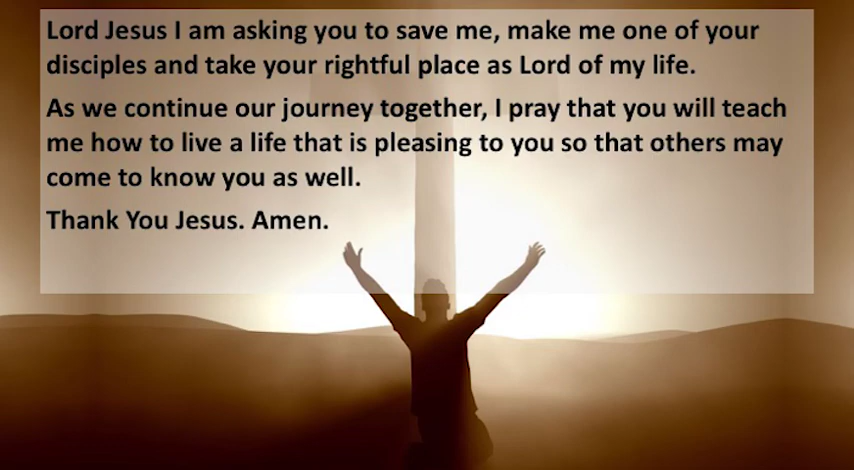 Lord Jesus I am asking you to save me, make me one of your
disciples and take your rightful place as Lord of my life.
As we continue our journey together, I pray that you will teach
me how to live a life that is pleasing to you so that others may
come to know you as well.
Thank You Jesus. Amen.